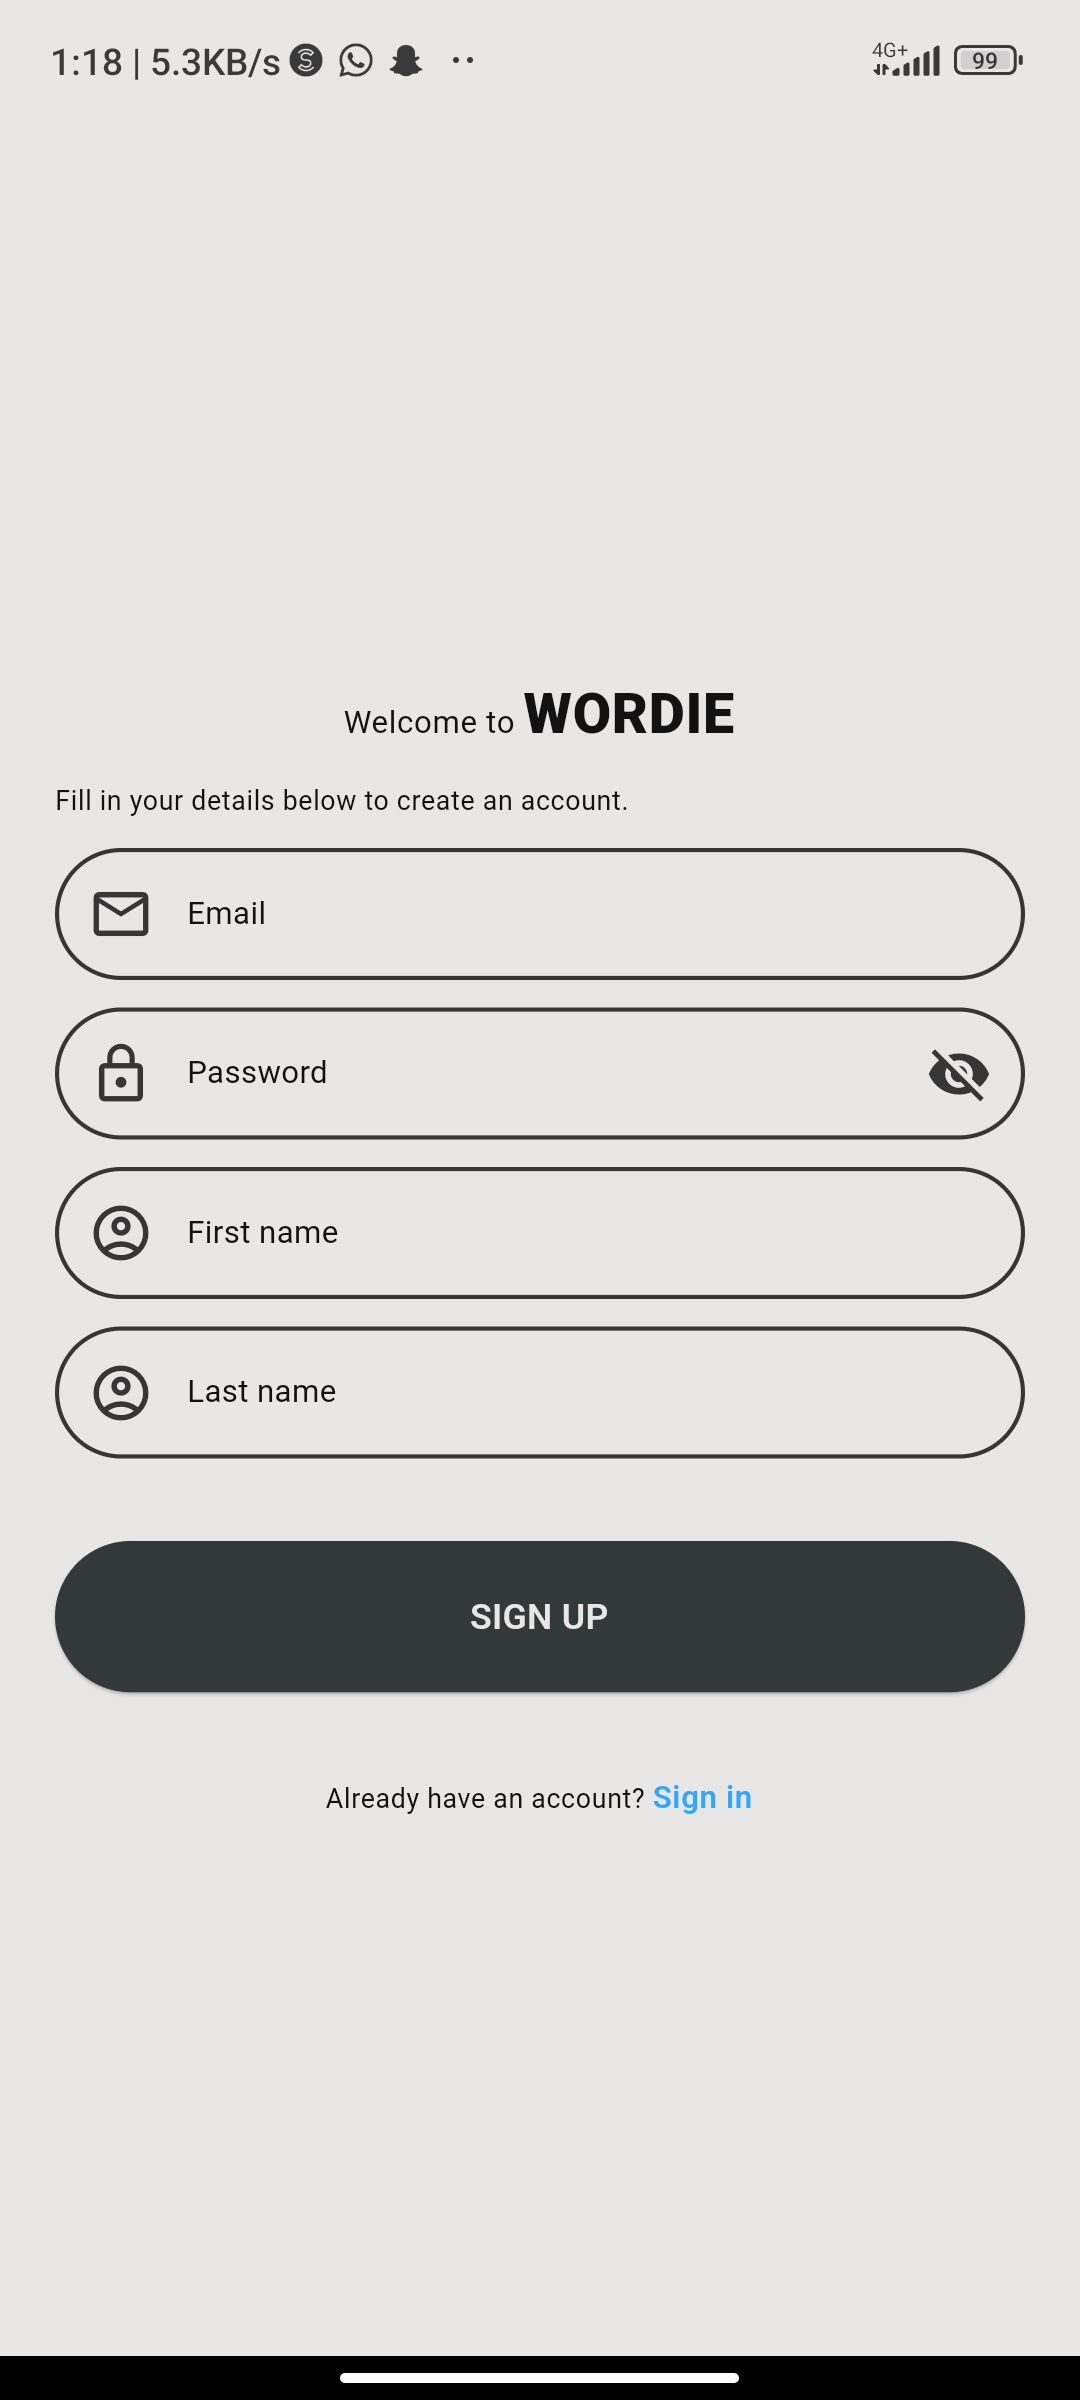 1:18 | 5.3KB/s 4G+ 99
Welcome to WORDIE
Fill in your details below to create an account.
Email
Password
First name
Last name
SIGN UP
Already have an account? Sign in